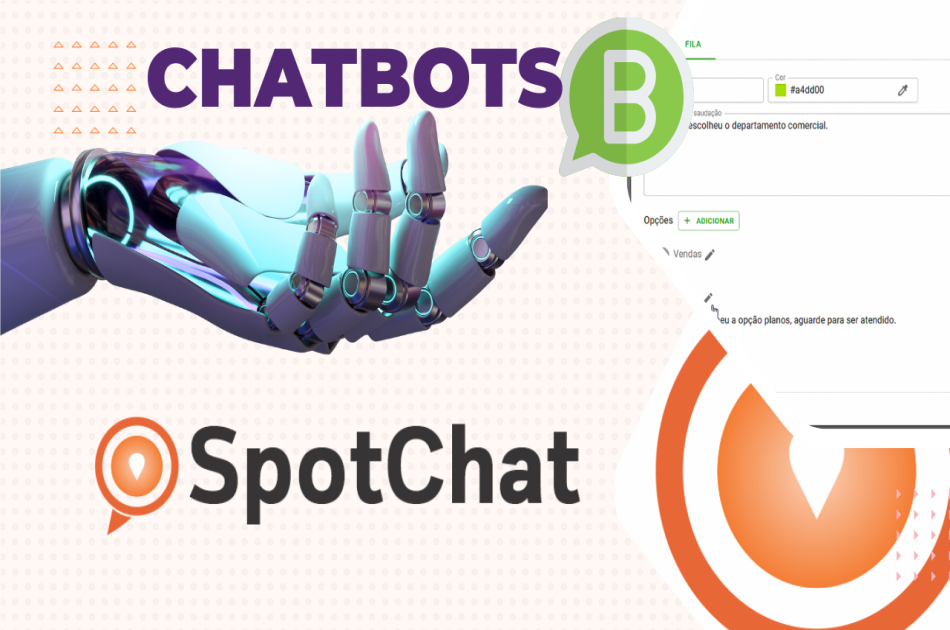 CHATBOTS
B
FILA
Cor
#a4dd00
saudação
escolheu o departamento comercial.
Opções
+ ADICIONAR
Vendas
eu a opção planos, aguarde para ser atendido.
SpotChat